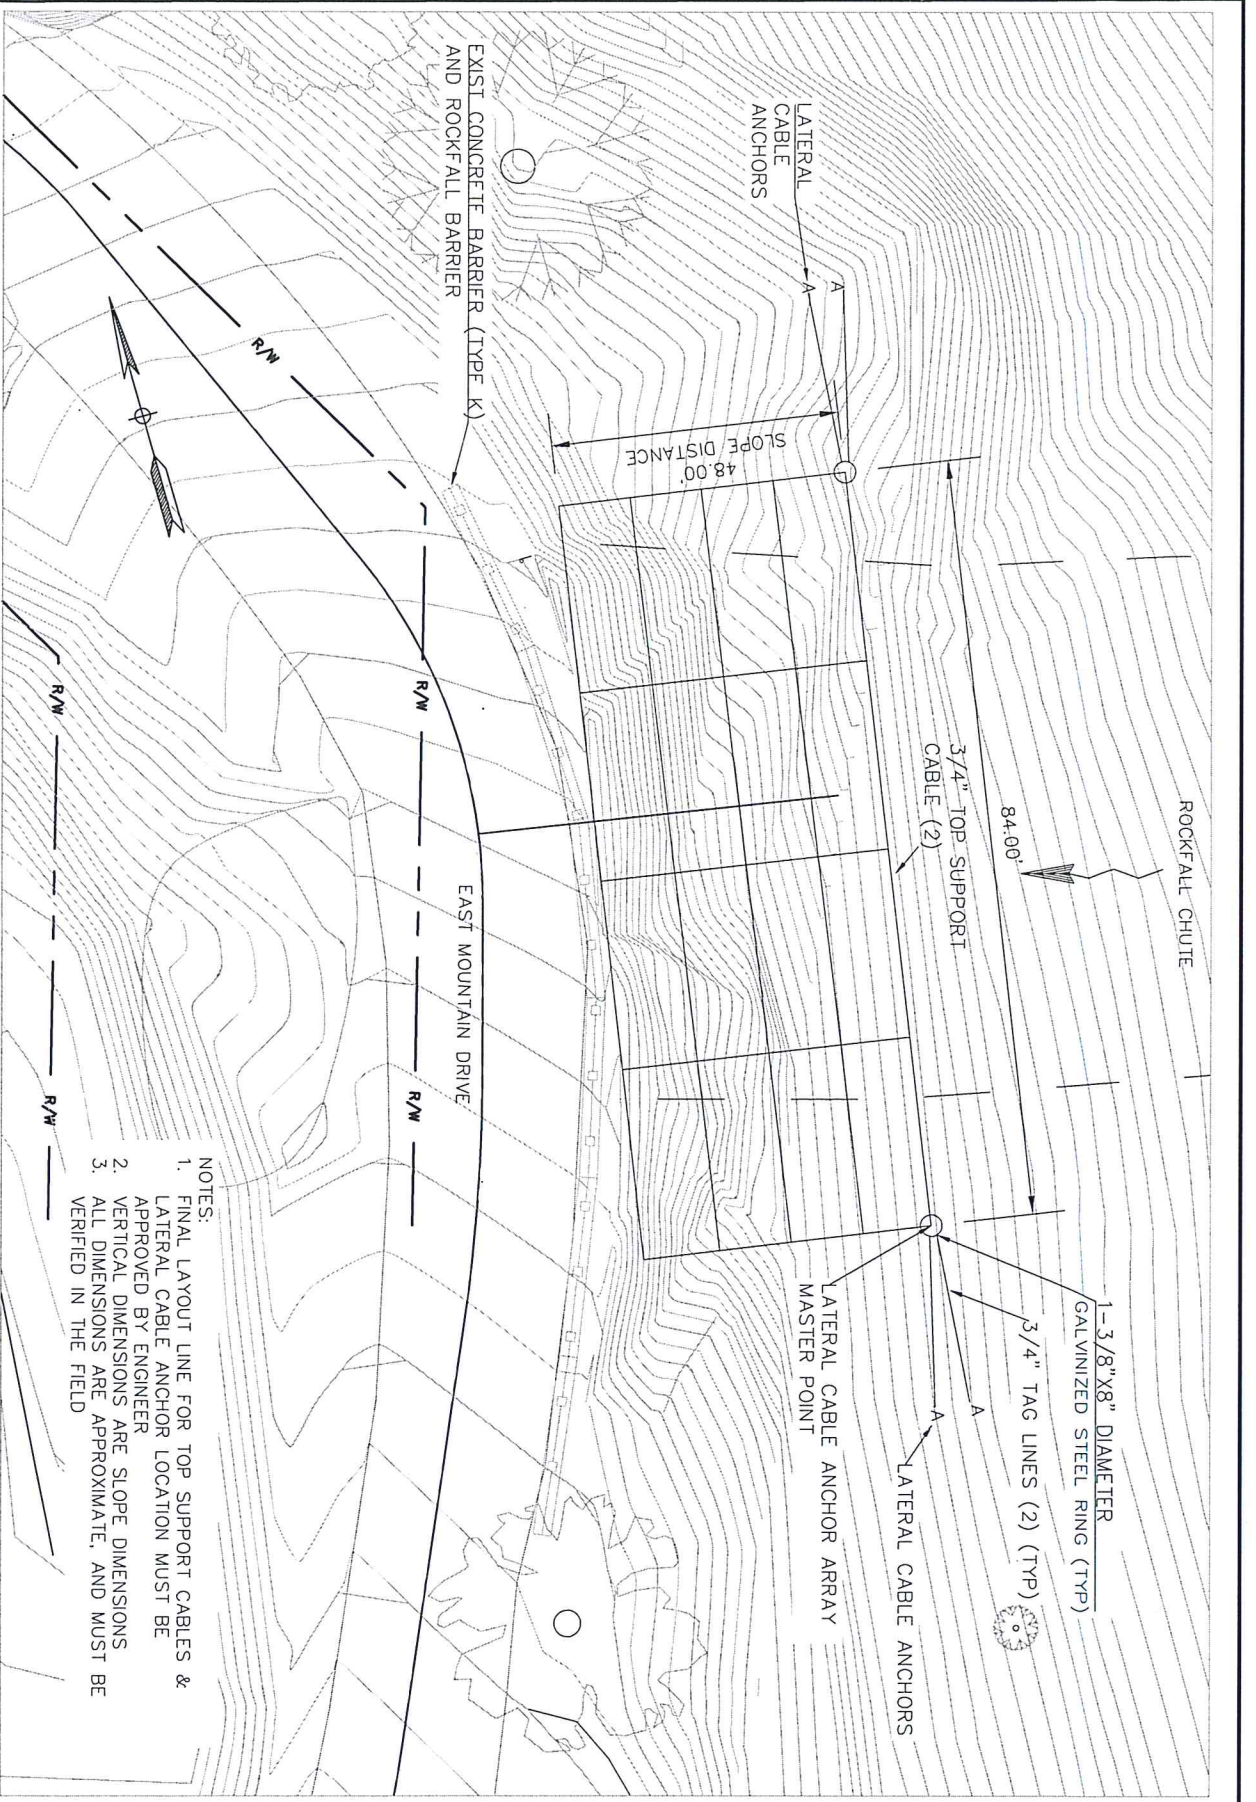 ROCKFALL CHUTE
84.00'
3/4" TOP SUPPORT
CABLE (2)
1-3/8"X8" DIAMETER
GALVINIZED STEEL RING (TYP)
3/4" TAG LINES (2) (TYP)
LATERAL CABLE ANCHORS
A
A
LATERAL CABLE ANCHOR ARRAY
MASTER POINT
LATERAL
CABLE
ANCHORS
A
A
48.00'
SLOPE DISTANCE
EXIST CONCRETE BARRIER (TYPE K)
AND ROCKFALL BARRIER
EAST MOUNTAIN DRIVE
R/W
R/W
R/W
R/W
R/W
NOTES:
1. FINAL LAYOUT LINE FOR TOP SUPPORT CABLES &
LATERAL CABLE ANCHOR LOCATION MUST BE
APPROVED BY ENGINEER
2. VERTICAL DIMENSIONS ARE SLOPE DIMENSIONS
3. ALL DIMENSIONS ARE APPROXIMATE, AND MUST BE
VERIFIED IN THE FIELD